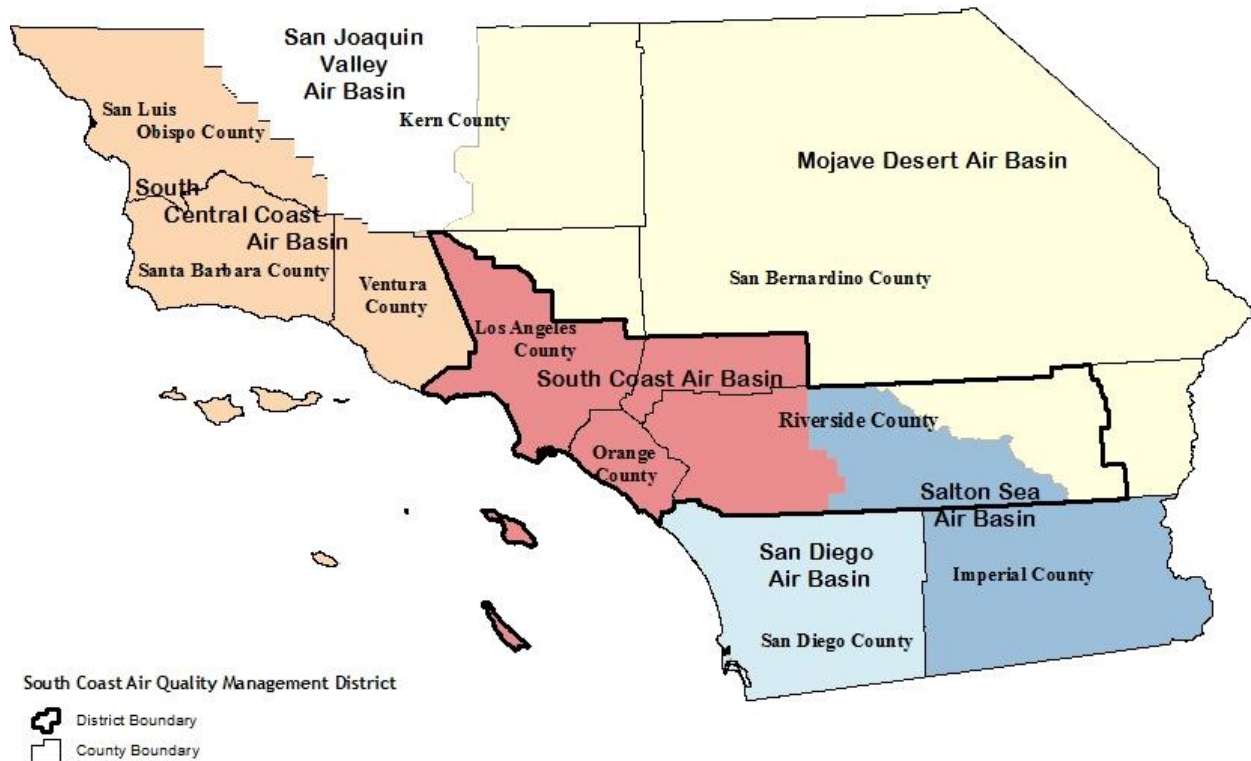 San Joaquin
Valley
Air Basin
Kern County
San Luis
Obispo County
Mojave Desert Air Basin
South
Central Coast
Air Basin
Santa Barbara County
Ventura
County
San Bernardino County
Los Angeles
County
South Coast Air Basin
Riverside County
Orange
County
Salton Sea
Air Basin
San Diego
Air Basin
Imperial County
San Diego County
South Coast Air Quality Management District
District Boundary
County Boundary